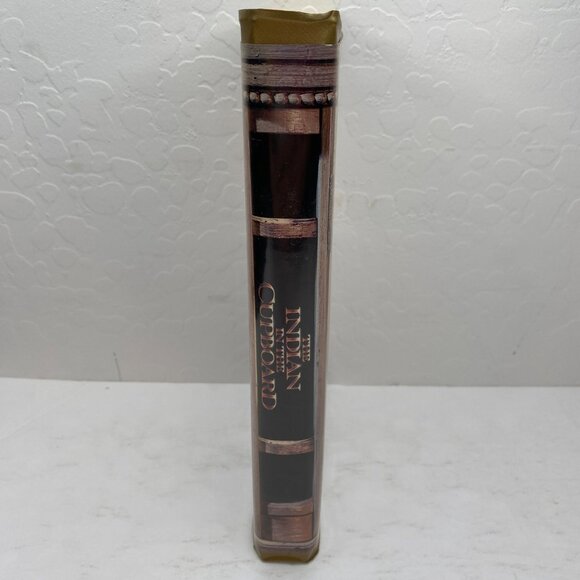 THE
INDIAN
IN THE
CUPBOARD